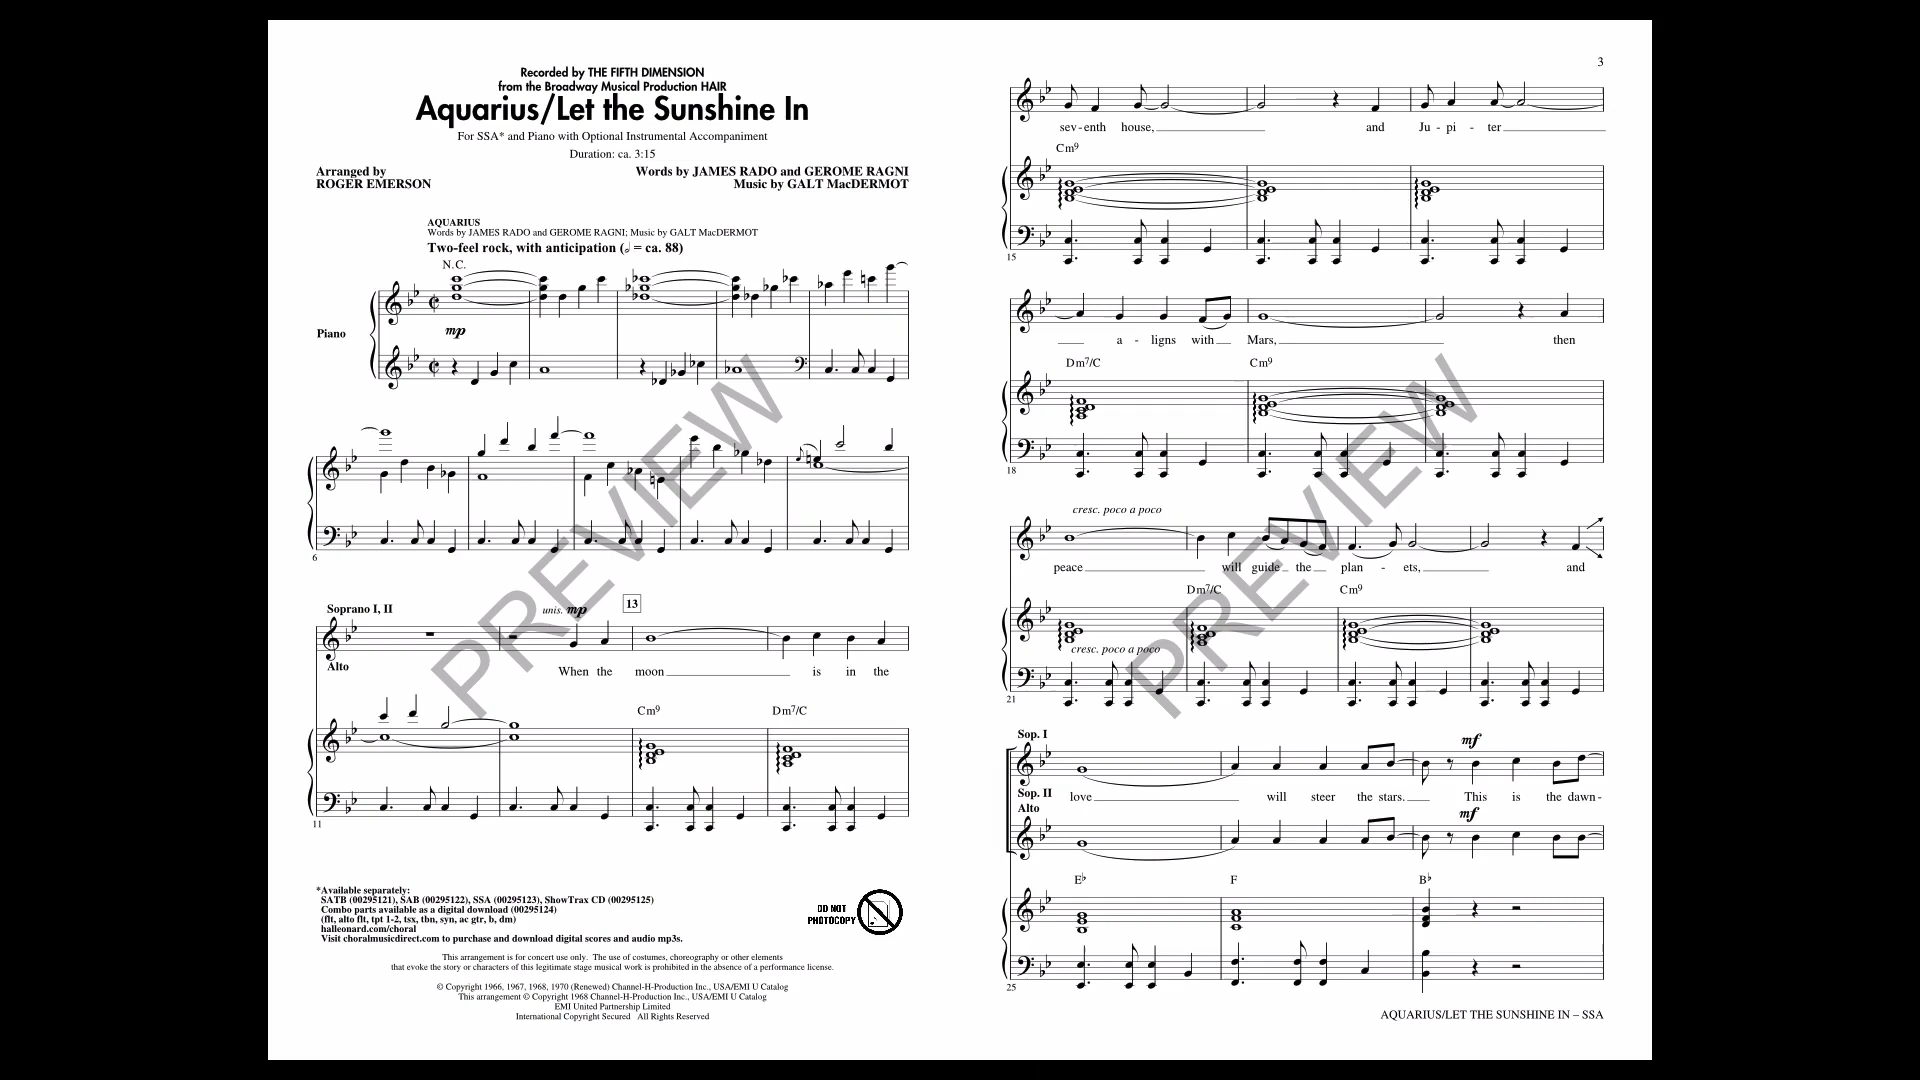 Recorded by THE FIFTH DIMENSION
from the Broadway Musical Production HAIR
Aquarius/Let the Sunshine In
For SSA* and Piano with Optional Instrumental Accompaniment
Duration: ca. 3:15
Arranged by
ROGER EMERSON
Words by JAMES RADO and GEROME RAGNI
Music by GALT MacDERMOT
AQUARIUS
Words by JAMES RADO and GEROME RAGNI; Music by GALT MacDERMOT
Two-feel rock, with anticipation (𝅗𝅥 = ca. 88)
N.C.
Piano
mp
6
Soprano I, II
unis. mp
13
Alto
When the moon is in the
Cm9 Dm7/C
11
*Available separately:
SATB (00295121), SAB (00295122), SSA (00295123), ShowTrax CD (00295125)
Combo parts available as a digital download (00295124)
(flt, alto flt, tpt 1-2, tsx, tbn, syn, ac gtr, b, dm)
halleonard.com/choral
Visit choralmusicdirect.com to purchase and download digital scores and audio mp3s.
DO NOT
PHOTOCOPY
This arrangement is for concert use only. The use of costumes, choreography or other elements
that evoke the story or characters of this legitimate stage musical work is prohibited in the absence of a performance license.
© Copyright 1966, 1967, 1968, 1970 (Renewed) Channel-H-Production Inc., USA/EMI U Catalog
This arrangement © Copyright 1968 Channel-H-Production Inc., USA/EMI U Catalog
EMI United Partnership Limited
International Copyright Secured All Rights Reserved
PREVIEW
3
sev-enth house, and Ju - pi - ter
Cm9
15
a - ligns with Mars, then
Dm7/C Cm9
18
cresc. poco a poco
peace will guide the plan - ets, and
Dm7/C Cm9
cresc. poco a poco
21
Sop. I
mf
Sop. II
Alto
love will steer the stars. This is the dawn-
mf
E♭ F B♭
25
AQUARIUS/LET THE SUNSHINE IN – SSA
PREVIEW